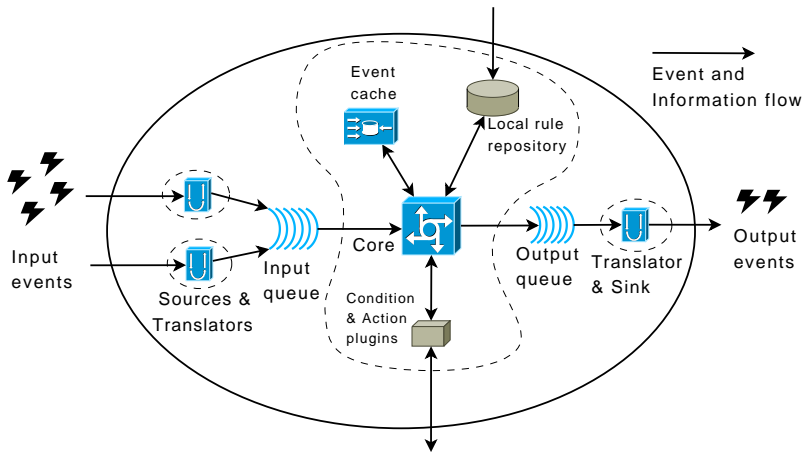 Event
cache
Local rule
repository
Event and
Information flow
Input
events
Sources &
Translators
Input
queue
Core
Condition
& Action
plugins
Output
queue
Translator
& Sink
Output
events